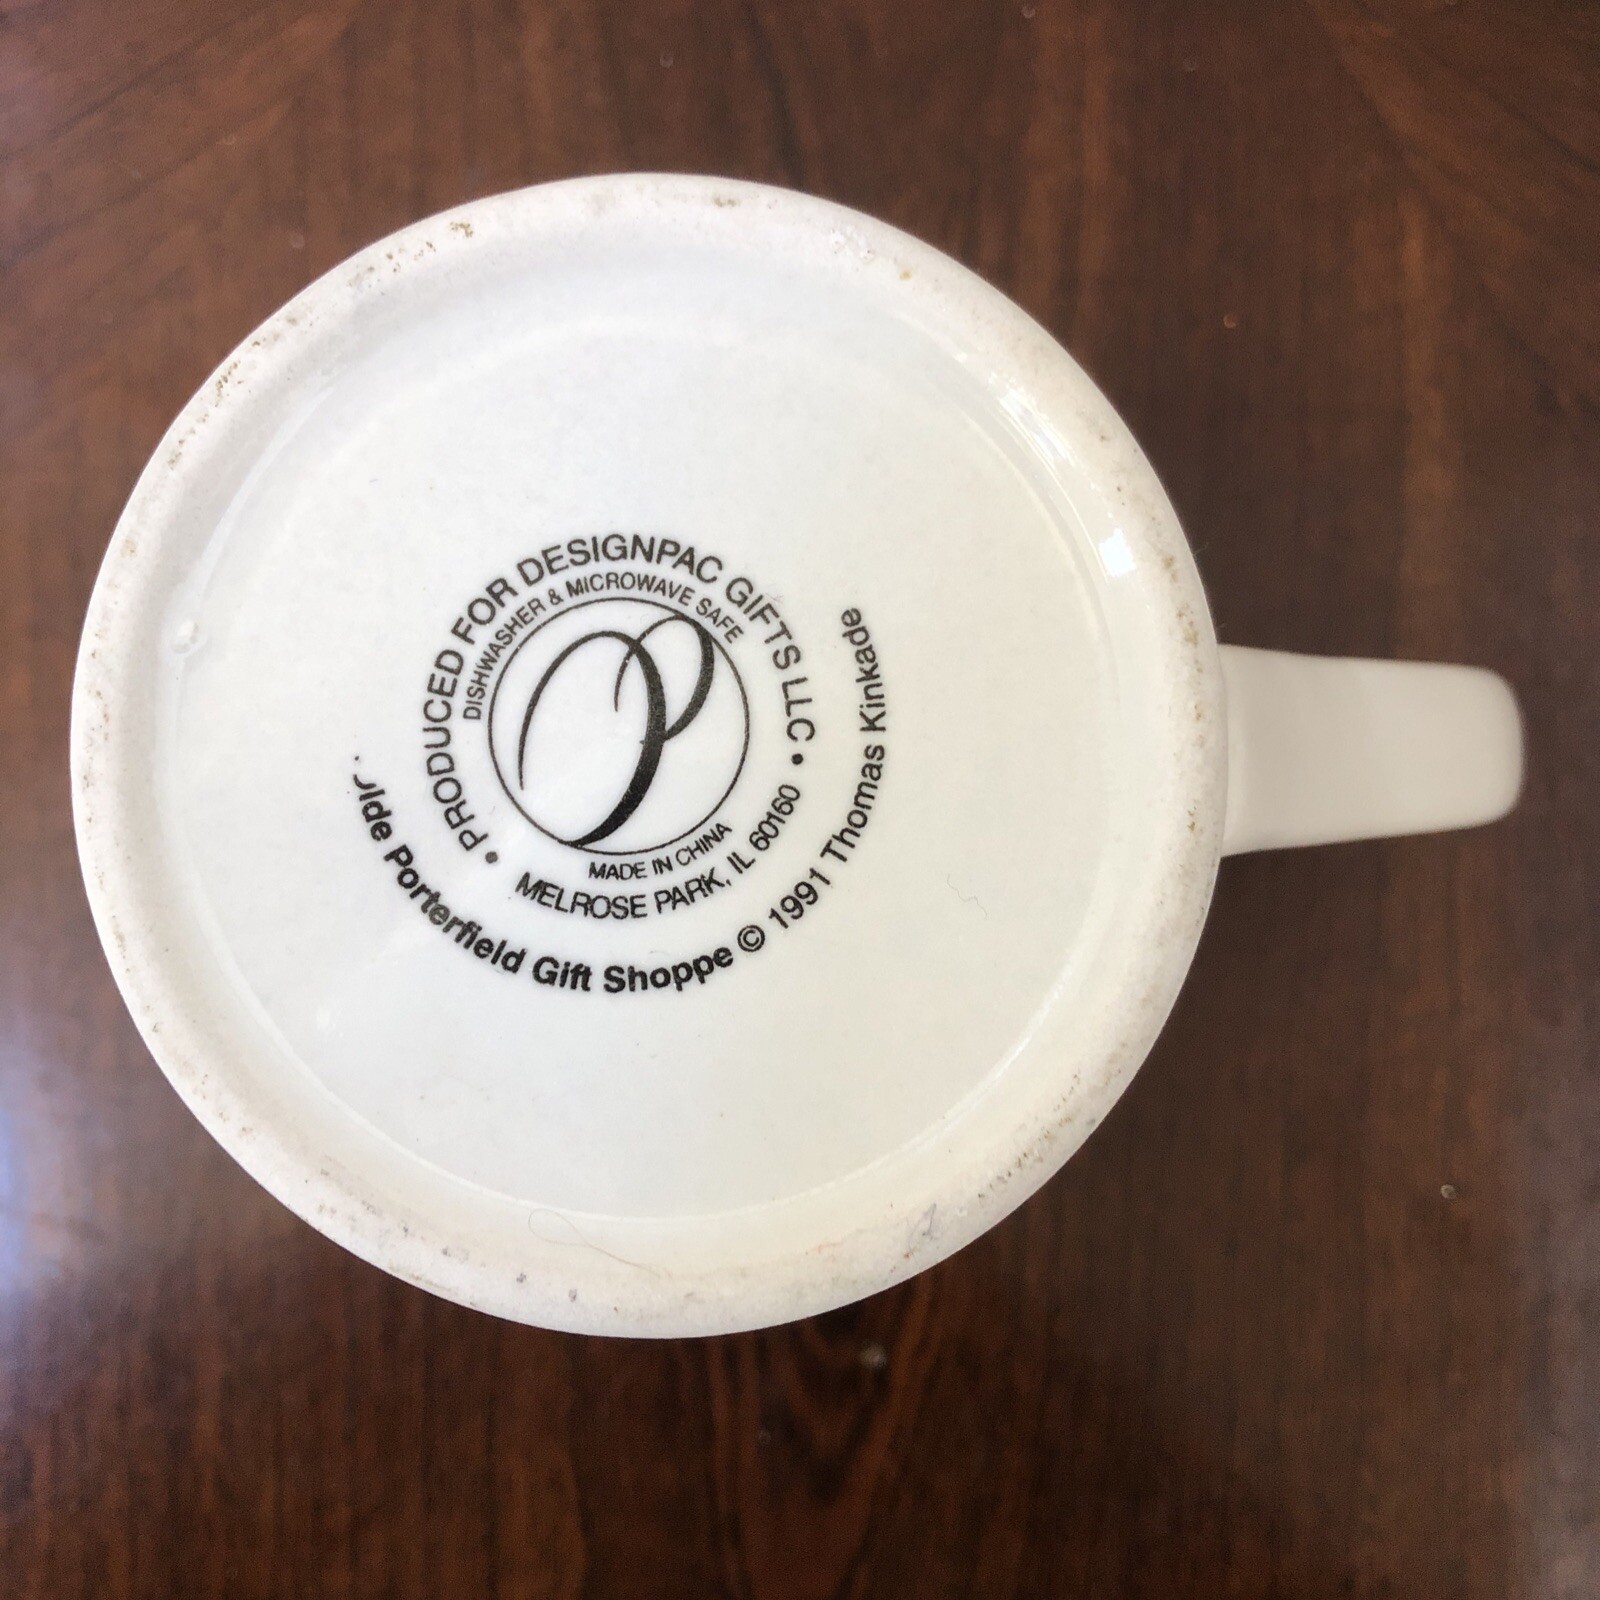 • PRODUCED FOR DESIGNPAC GIFTS LLC •
DISHWASHER & MICROWAVE SAFE
P
MADE IN CHINA
MELROSE PARK, IL 60160
Porterfield Gift Shoppe © 1991 Thomas Kinkade